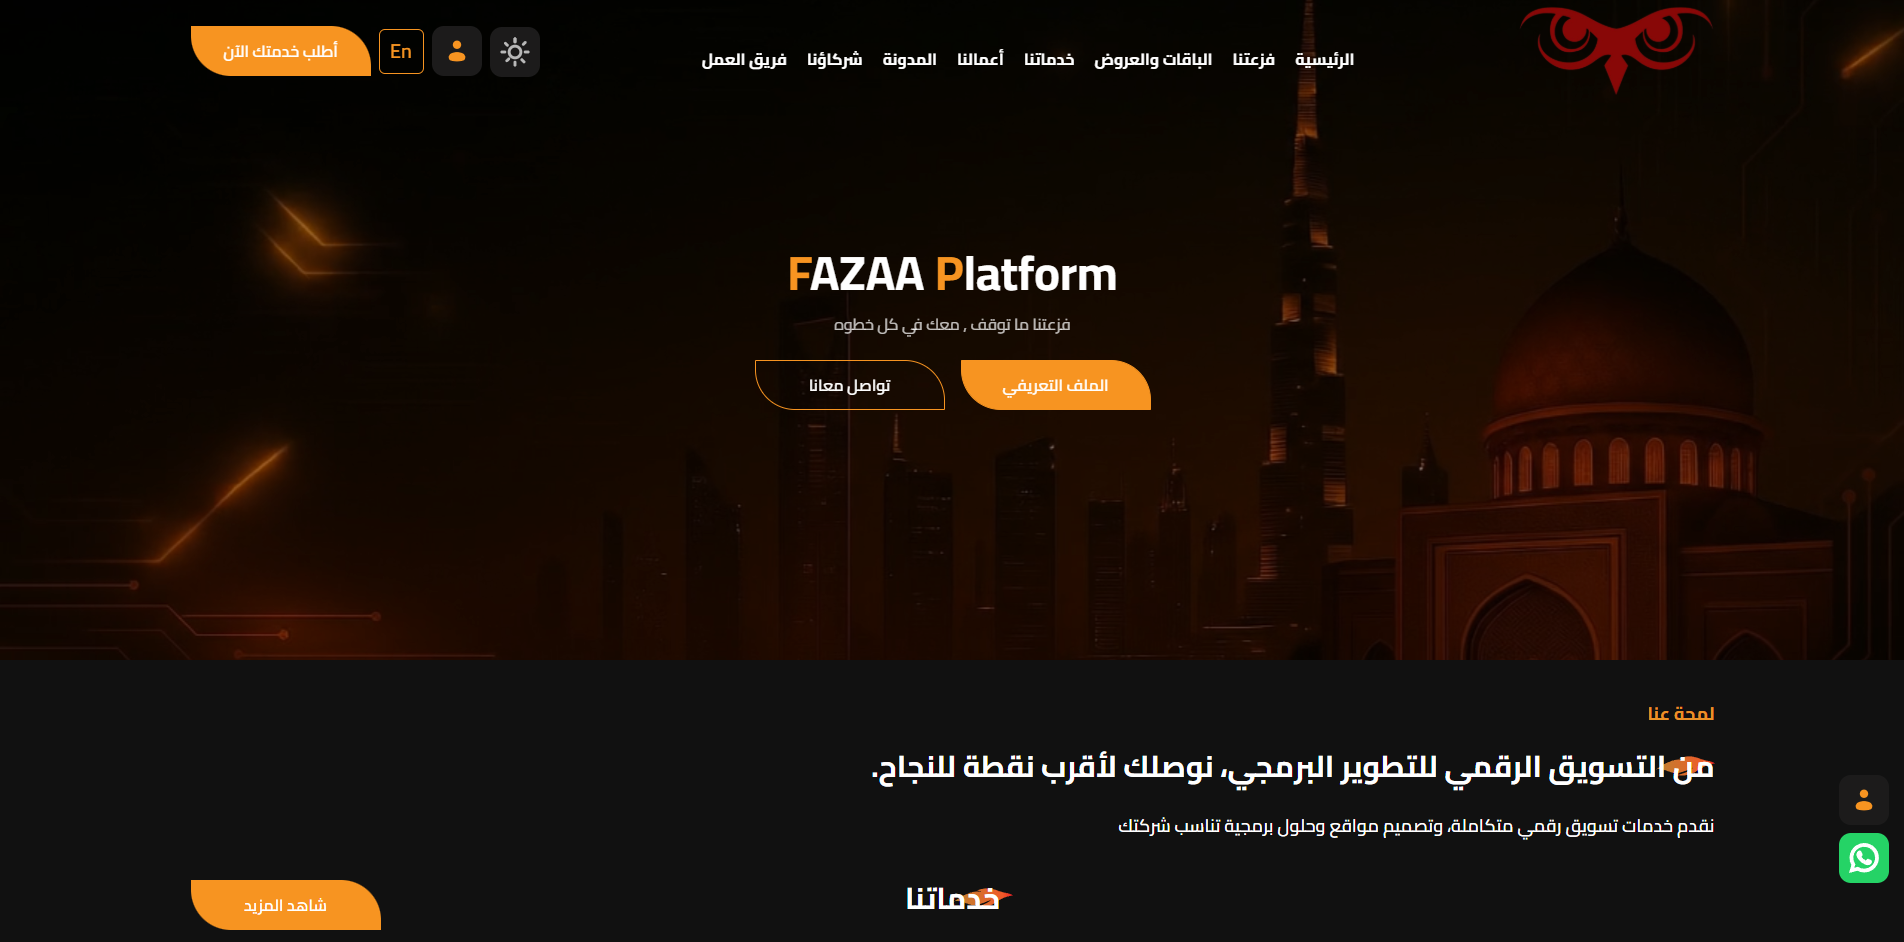 الرئيسية فزعتنا الباقات والعروض خدماتنا أعمالنا المدونة شركاؤنا فريق العمل
En
أطلب خدمتك الآن
FAZAA Platform
فزعتنا ما توقف , معك في كل خطوه
الملف التعريفي
تواصل معانا
لمحة عنا
من التسويق الرقمي للتطوير البرمجي، نوصلك لأقرب نقطة للنجاح.
نقدم خدمات تسويق رقمي متكاملة، وتصميم مواقع وحلول برمجية تناسب شركتك
خدماتنا
شاهد المزيد